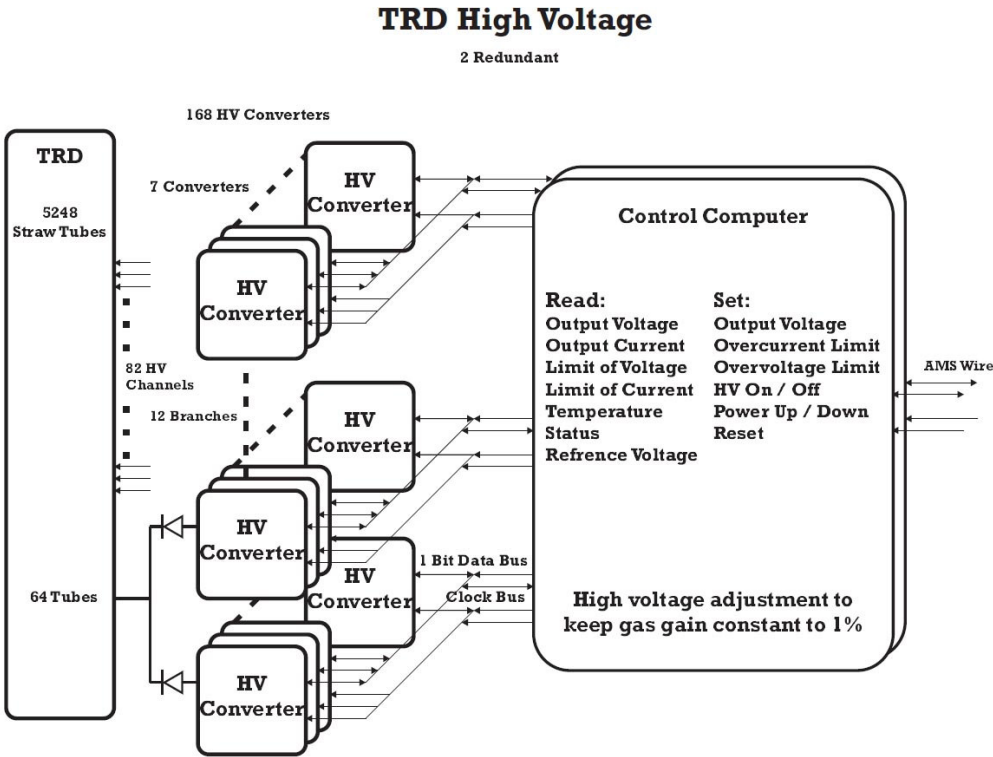 TRD High Voltage
2 Redundant
168 HV Converters
TRD
5248
Straw Tubes
7 Converters
HV
Converter
HV
Converter
82 HV
Channels
12 Branches
HV
Converter
HV
Converter
HV
Converter
64 Tubes
HV
Converter
1 Bit Data Bus
Clock Bus
Control Computer
Read:
Output Voltage
Output Current
Limit of Voltage
Limit of Current
Temperature
Status
Refrence Voltage
Set:
Output Voltage
Overcurrent Limit
Overvoltage Limit
HV On / Off
Power Up / Down
Reset
High voltage adjustment to
keep gas gain constant to 1%
AMS Wire